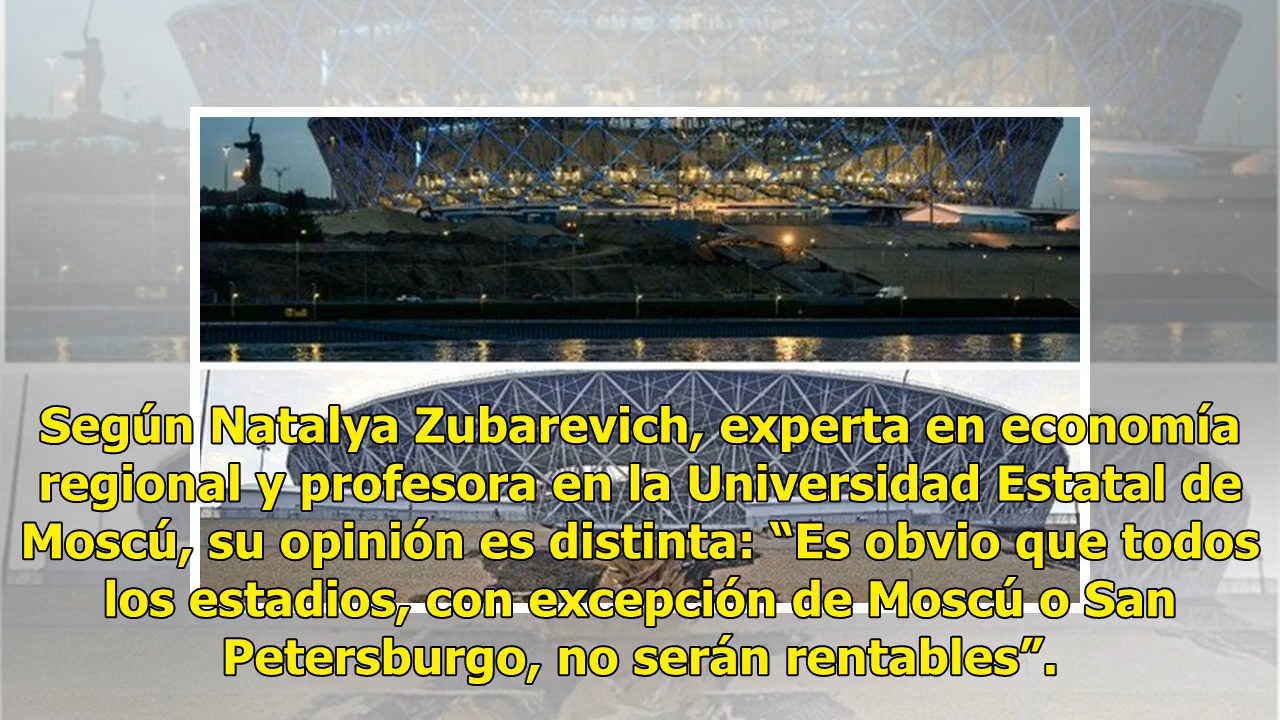 Según Natalya Zubarevich, experta en economía
regional y profesora en la Universidad Estatal de
Moscú, su opinión es distinta: “Es obvio que todos
los estadios, con excepción de Moscú o San
Petersburgo, no serán rentables”.